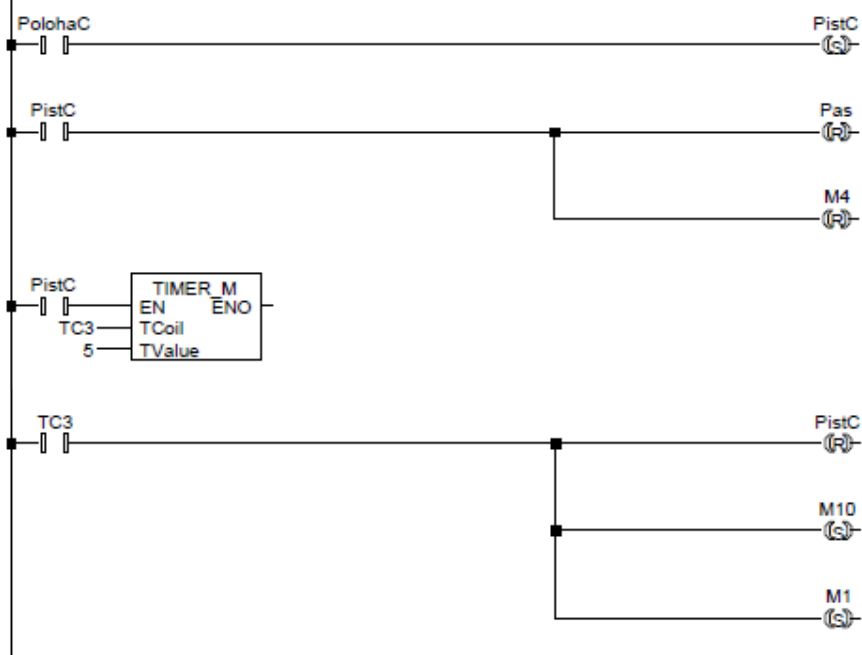 PolohaC PistC
S
PistC Pas
R
M4
R
PistC
TIMER_M
EN ENO
TC3 TCoil
5 TValue
TC3 PistC
R
M10
S
M1
S